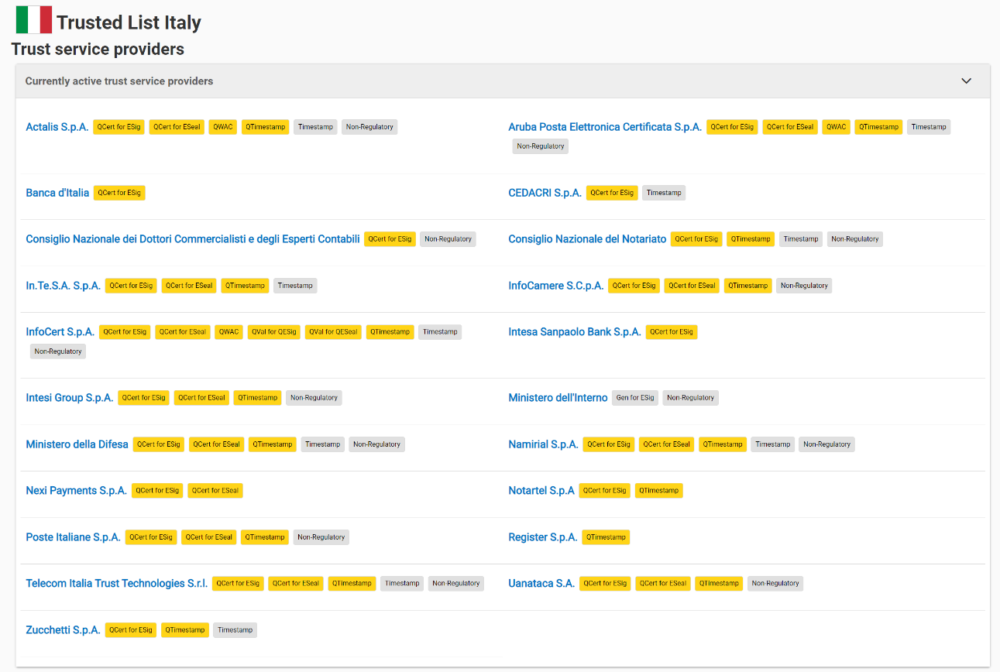 Trusted List Italy
Trust service providers
Currently active trust service providers
Actalis S.p.A. QCert for ESig QCert for ESeal QWAC QTimestamp Timestamp Non-Regulatory
Aruba Posta Elettronica Certificata S.p.A. QCert for ESig QCert for ESeal QWAC QTimestamp Timestamp
Non-Regulatory
Banca d'Italia QCert for ESig
CEDACRI S.p.A. QCert for ESig Timestamp
Consiglio Nazionale dei Dottori Commercialisti e degli Esperti Contabili QCert for ESig Non-Regulatory
Consiglio Nazionale del Notariato QCert for ESig QTimestamp Timestamp Non-Regulatory
In.Te.S.A. S.p.A. QCert for ESig QCert for ESeal QTimestamp Timestamp
InfoCamere S.C.p.A. QCert for ESig QCert for ESeal QTimestamp Non-Regulatory
InfoCert S.p.A. QCert for ESig QCert for ESeal QWAC QVal for QESig QVal for QESeal QTimestamp Timestamp
Non-Regulatory
Intesa Sanpaolo Bank S.p.A. QCert for ESig
Intesi Group S.p.A. QCert for ESig QCert for ESeal QTimestamp Non-Regulatory
Ministero dell'Interno Gen for ESig Non-Regulatory
Ministero della Difesa QCert for ESig QCert for ESeal QTimestamp Timestamp Non-Regulatory
Namirial S.p.A. QCert for ESig QCert for ESeal QTimestamp Timestamp Non-Regulatory
Nexi Payments S.p.A. QCert for ESig QCert for ESeal
Notartel S.p.A QCert for ESig QTimestamp
Poste Italiane S.p.A. QCert for ESig QCert for ESeal QTimestamp Non-Regulatory
Register S.p.A. QTimestamp
Telecom Italia Trust Technologies S.r.l. QCert for ESig QCert for ESeal QTimestamp Timestamp Non-Regulatory
Uanataca S.A. QCert for ESig QCert for ESeal QTimestamp Non-Regulatory
Zucchetti S.p.A. QCert for ESig QTimestamp Timestamp